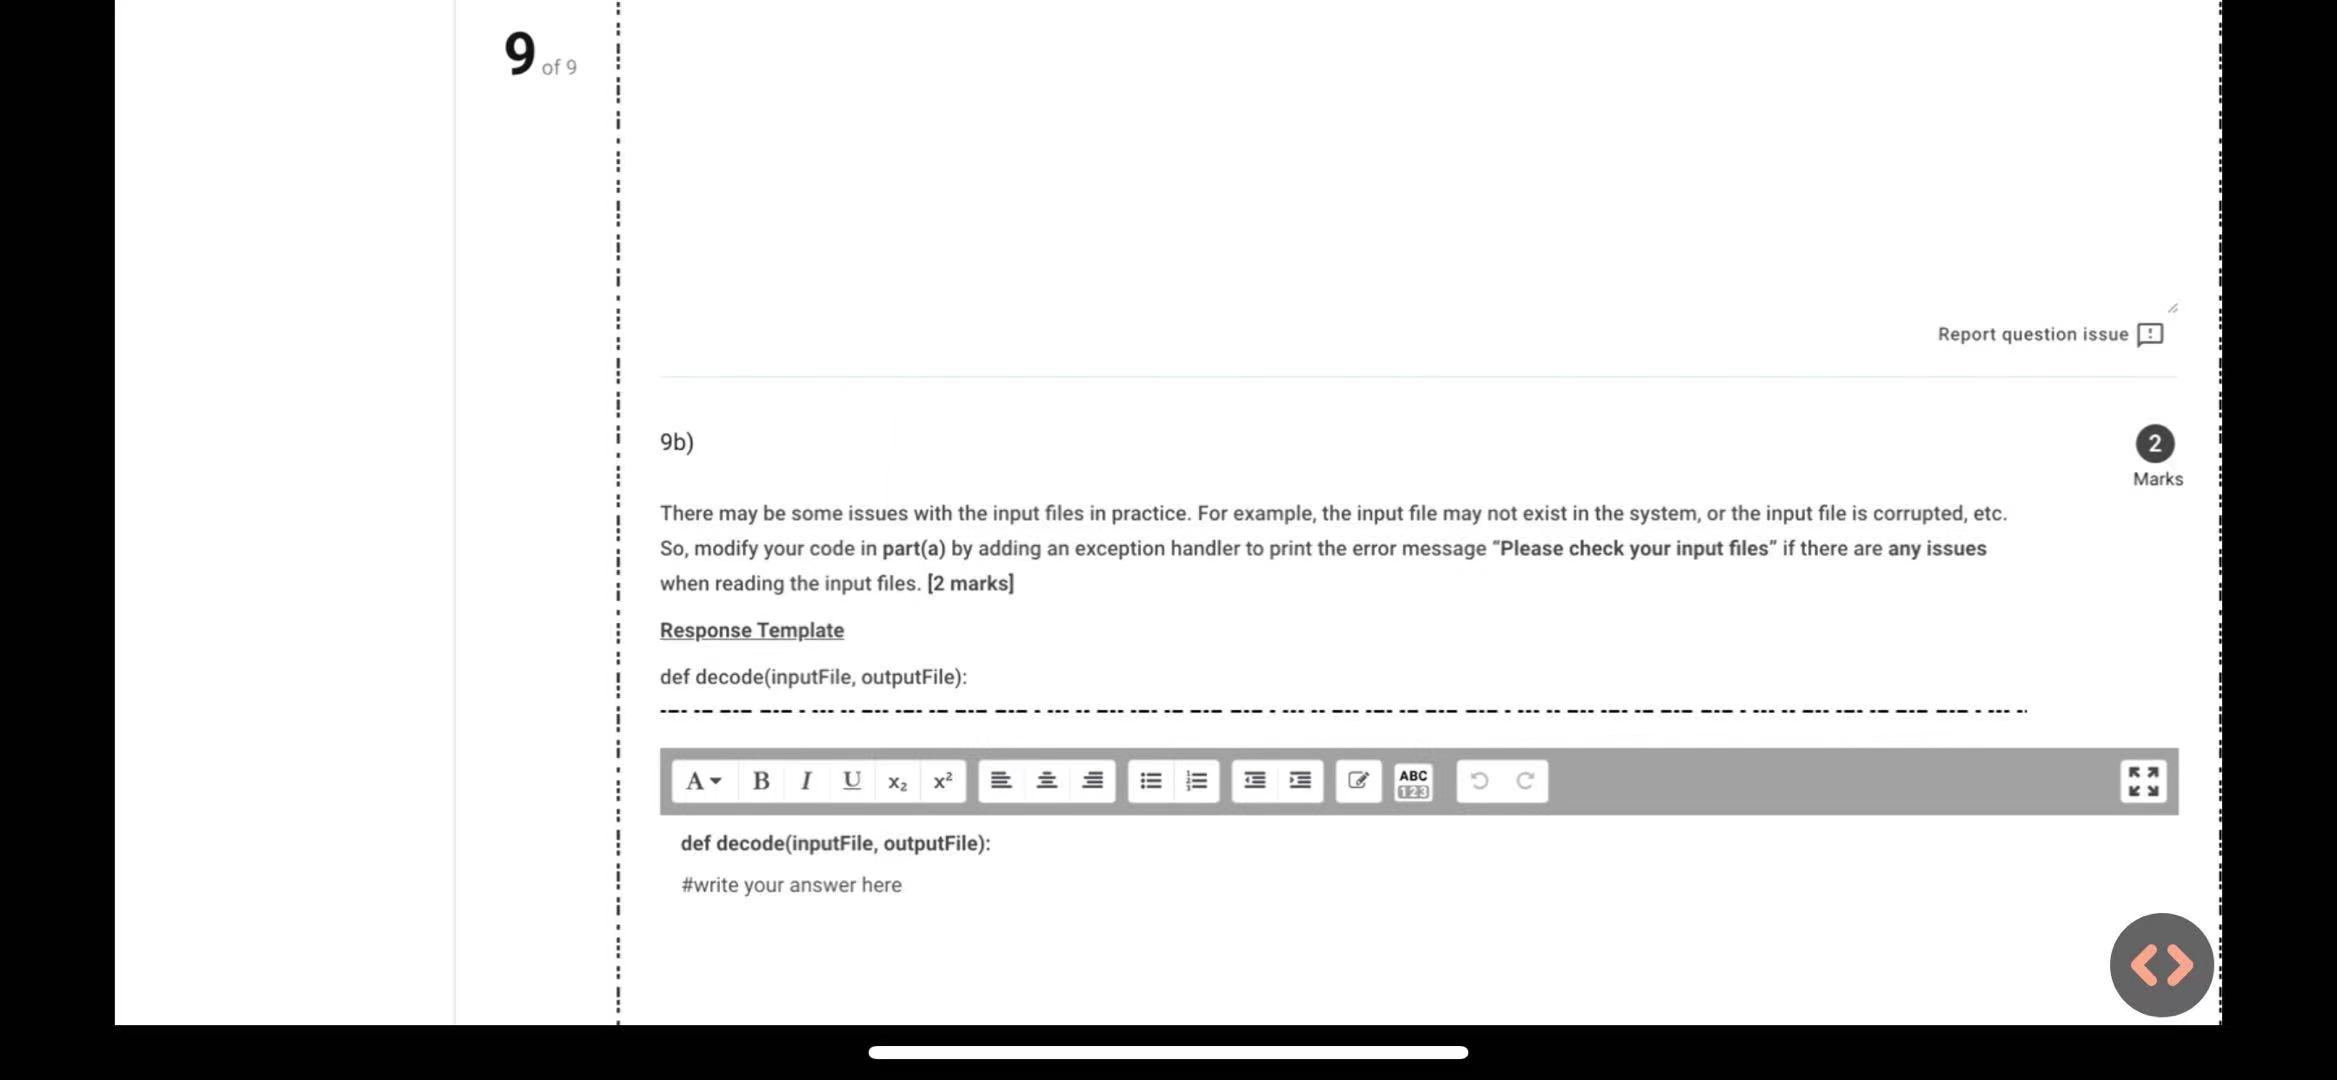 9 of 9
Report question issue
9b)
2
Marks
There may be some issues with the input files in practice. For example, the input file may not exist in the system, or the input file is corrupted, etc.
So, modify your code in part(a) by adding an exception handler to print the error message “Please check your input files” if there are any issues
when reading the input files. [2 marks]
Response Template
def decode(inputFile, outputFile):
A B I U x₂ x² ABC
123
def decode(inputFile, outputFile):
#write your answer here